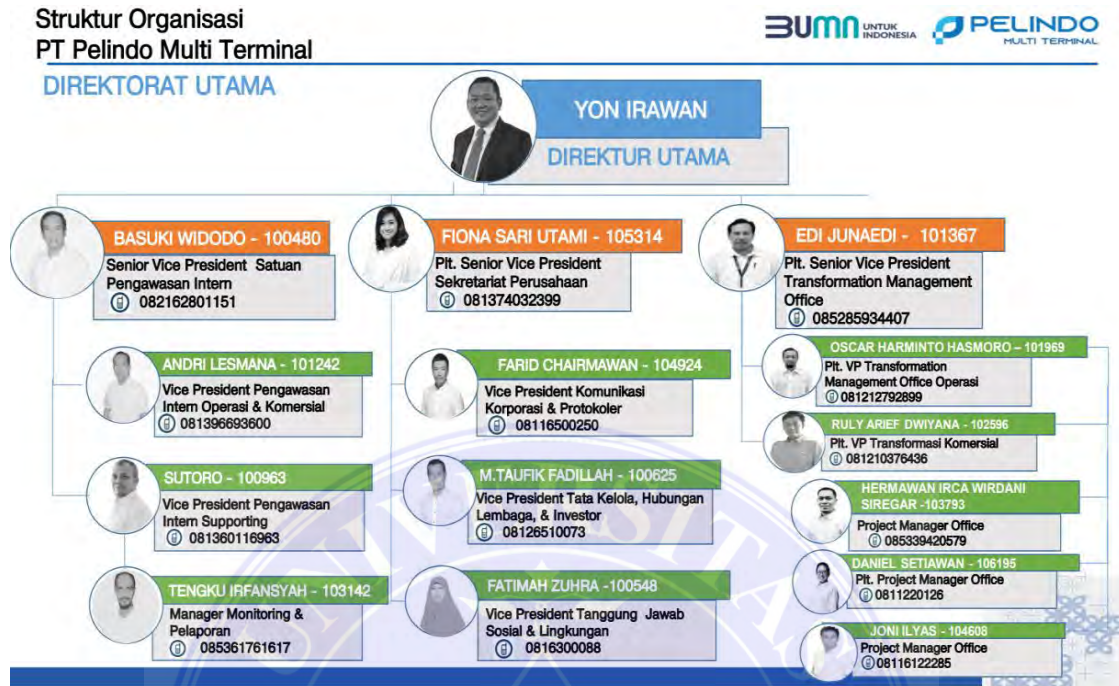 Struktur Organisasi
PT Pelindo Multi Terminal
BUMN UNTUK INDONESIA
PELINDO
MULTI TERMINAL
DIREKTORAT UTAMA
YON IRAWAN
DIREKTUR UTAMA
BASUKI WIDODO - 100480
Senior Vice President Satuan
Pengawasan Intern
082162801151
ANDRI LESMANA - 101242
Vice President Pengawasan
Intern Operasi & Komersial
081396693600
SUTORO - 100963
Vice President Pengawasan
Intern Supporting
081360116963
TENGKU IRFANSYAH - 103142
Manager Monitoring &
Pelaporan
085361761617
FIONA SARI UTAMI - 105314
Plt. Senior Vice President
Sekretariat Perusahaan
081374032399
FARID CHAIRMAWAN - 104924
Vice President Komunikasi
Korporasi & Protokoler
08116500250
M.TAUFIK FADILLAH - 100625
Vice President Tata Kelola, Hubungan
Lembaga, & Investor
08126510073
FATIMAH ZUHRA -100548
Vice President Tanggung Jawab
Sosial & Lingkungan
0816300088
EDI JUNAEDI - 101367
Plt. Senior Vice President
Transformation Management
Office
085285934407
OSCAR HARMINTO HASMORO – 101969
Plt. VP Transformation
Management Office Operasi
081212792899
RULY ARIEF DWIYANA - 102596
Plt. VP Transformasi Komersial
081210376436
HERMAWAN IRCA WIRDANI
SIREGAR -103793
Project Manager Office
085339420579
DANIEL SETIAWAN - 106195
Plt. Project Manager Office
0811220126
JONI ILYAS - 104608
Project Manager Office
08116122285
UNIVERSITAS